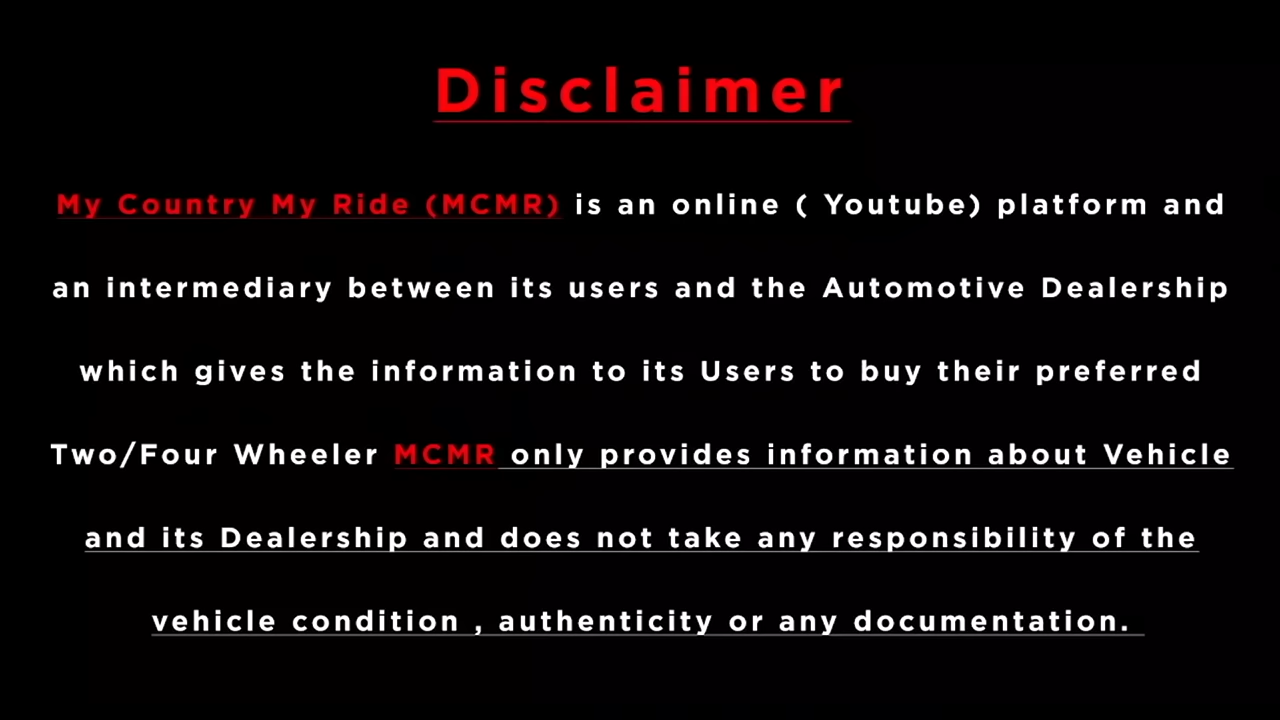 Disclaimer
My Country My Ride (MCMR) is an online ( Youtube) platform and
an intermediary between its users and the Automotive Dealership
which gives the information to its Users to buy their preferred
Two/Four Wheeler MCMR only provides information about Vehicle
and its Dealership and does not take any responsibility of the
vehicle condition , authenticity or any documentation.